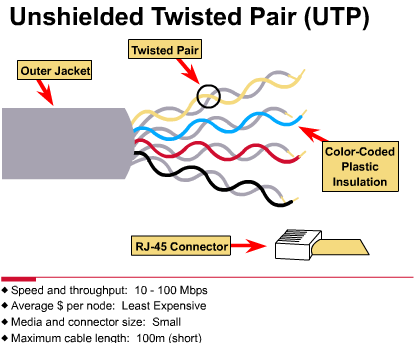 Unshielded Twisted Pair (UTP)
Twisted Pair
Outer Jacket
Color-Coded
Plastic
Insulation
RJ-45 Connector
◆ Speed and throughput: 10 - 100 Mbps
◆ Average $ per node: Least Expensive
◆ Media and connector size: Small
◆ Maximum cable length: 100m (short)